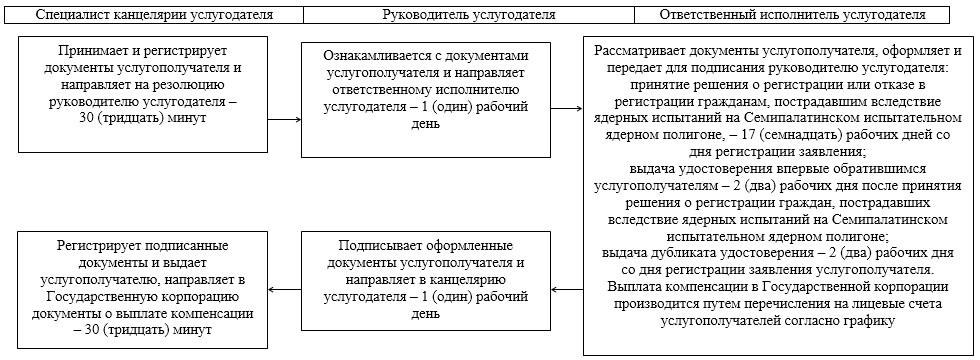 Специалист канцелярии услугодателя
Руководитель услугодателя
Ответственный исполнитель услугодателя
Принимает и регистрирует
документы услугополучателя и
направляет на резолюцию
руководителю услугодателя –
30 (тридцать) минут
Ознакамливается с документами
услугополучателя и направляет
ответственному исполнителю
услугодателя – 1 (один) рабочий
день
Рассматривает документы услугополучателя, оформляет и
передает для подписания руководителю услугодателя:
принятие решения о регистрации или отказе в
регистрации гражданам, пострадавшим вследствие
ядерных испытаний на Семипалатинском испытательном
ядерном полигоне, – 17 (семнадцать) рабочих дней со
дня регистрации заявления;
выдача удостоверения впервые обратившимся
услугополучателям – 2 (два) рабочих дня после принятия
решения о регистрации граждан, пострадавших
вследствие ядерных испытаний на Семипалатинском
испытательном ядерном полигоне;
выдача дубликата удостоверения – 2 (два) рабочих дня
со дня регистрации заявления услугополучателя.
Выплата компенсации в Государственной корпорации
производится путем перечисления на лицевые счета
услугополучателей согласно графику
Подписывает оформленные
документы услугополучателя и
направляет в канцелярию
услугодателя – 1 (один) рабочий
день
Регистрирует подписанные
документы и выдает
услугополучателю, направляет в
Государственную корпорацию
документы о выплате компенсации
– 30 (тридцать) минут